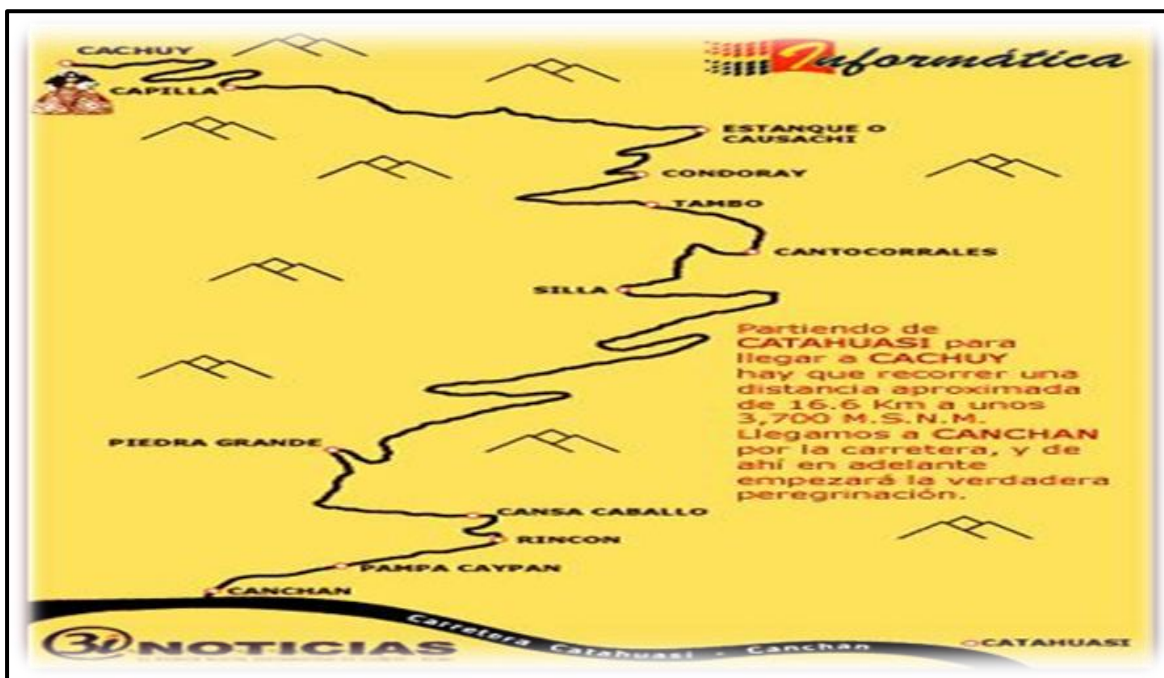 CACHUY
Informática
CAPILLA
ESTANQUE O
CAUSACHI
CONDORAY
TAMBO
CANTOCORRALES
SILLA
Partiendo de
CATAHUASI para
llegar a CACHUY
hay que recorrer una
distancia aproximada
de 16.6 Km a unos
3,700 M.S.N.M.
Llegamos a CANCHAN
por la carretera, y de
ahí en adelante
empezará la verdadera
peregrinación.
PIEDRA GRANDE
CANSA CABALLO
RINCON
PAMPA CAYPAN
CANCHAN
Carretera Catahuasi - Canchan
3i NOTICIAS
CATAHUASI